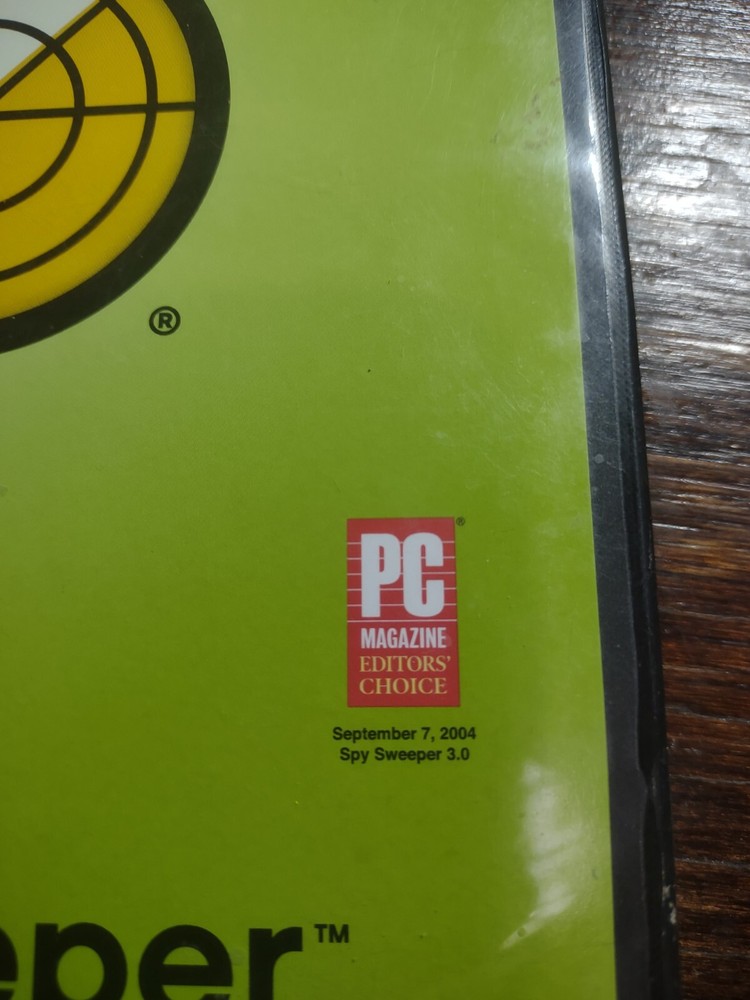 ®
PC®
MAGAZINE
EDITORS'
CHOICE
September 7, 2004
Spy Sweeper 3.0
eper™